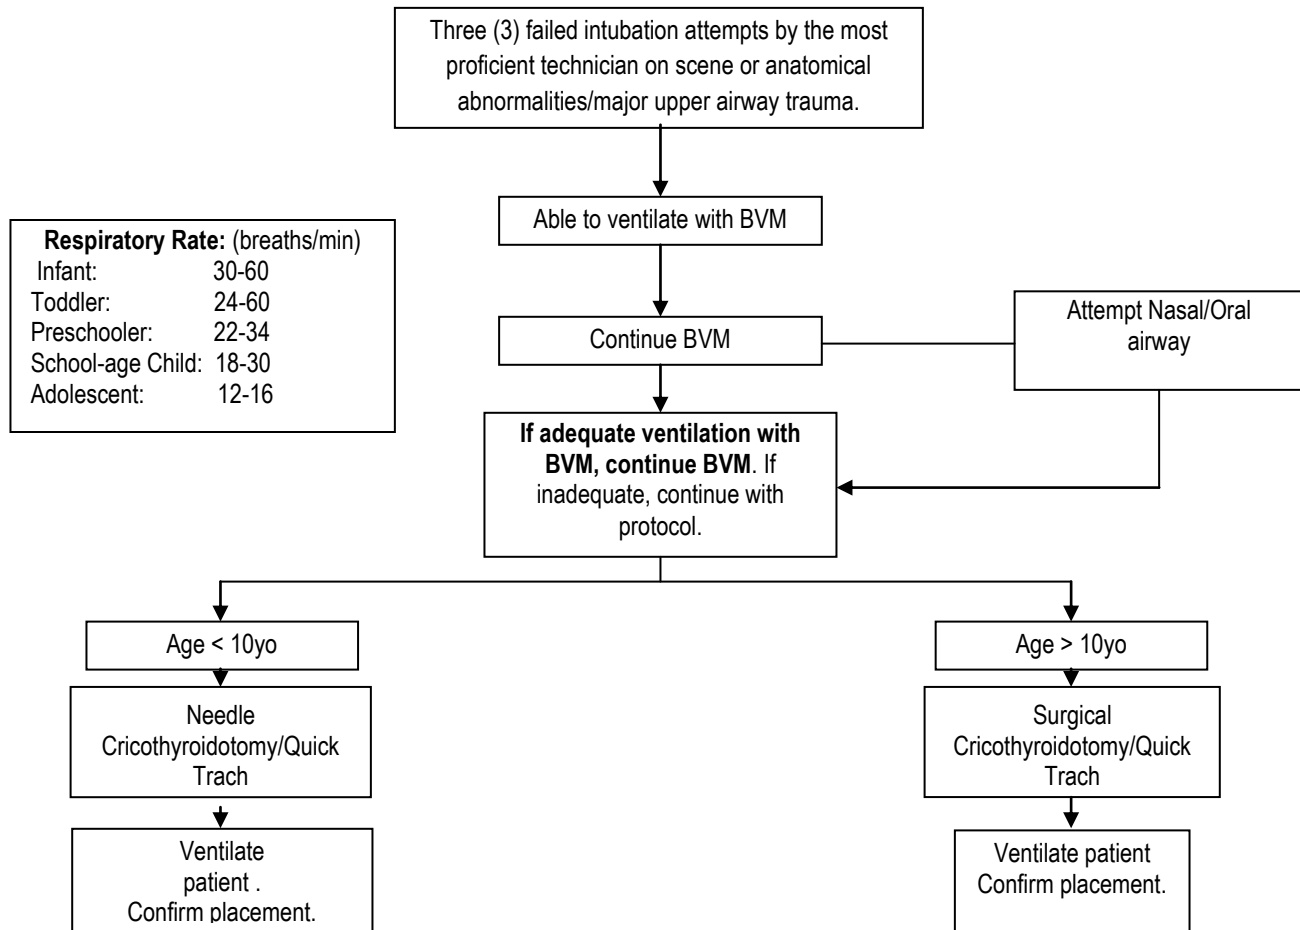 Three (3) failed intubation attempts by the most
proficient technician on scene or anatomical
abnormalities/major upper airway trauma.
Able to ventilate with BVM
Respiratory Rate: (breaths/min)
Infant: 30-60
Toddler: 24-60
Preschooler: 22-34
School-age Child: 18-30
Adolescent: 12-16
Continue BVM
Attempt Nasal/Oral
airway
If adequate ventilation with
BVM, continue BVM. If
inadequate, continue with
protocol.
Age < 10yo
Needle
Cricothyroidotomy/Quick
Trach
Ventilate
patient .
Confirm placement.
Age > 10yo
Surgical
Cricothyroidotomy/Quick
Trach
Ventilate patient
Confirm placement.